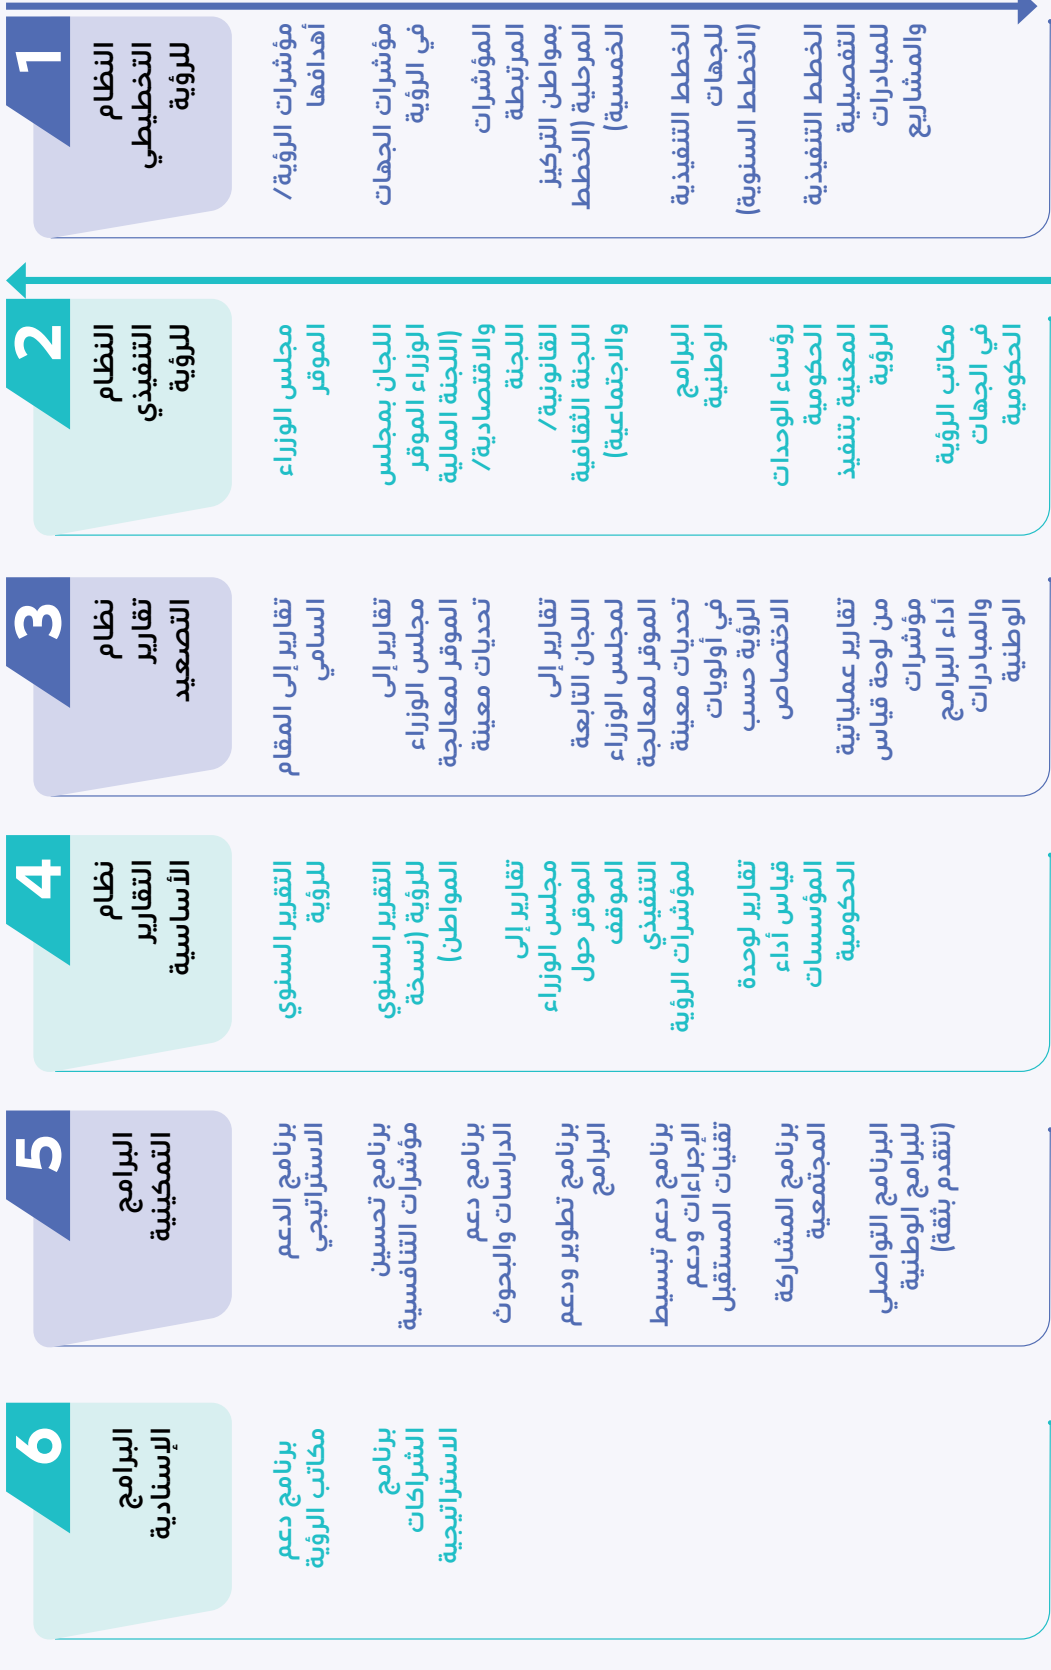 1
النظام
التخطيطي
للرؤية
مؤشرات الرؤية/
أهدافها
مؤشرات الجهات
في الرؤية
المؤشرات
المرتبطة
بمواطن التركيز
المرحلية (الخطط
الخمسية)
الخطط التنفيذية
للجهات
(الخطط السنوية)
الخطط التنفيذية
التفصيلية
للمبادرات
والمشاريع
2
النظام
التنفيذي
للرؤية
مجلس الوزراء
الموقر
اللجان بمجلس
الوزراء الموقر
(اللجنة المالية
والاقتصادية/
اللجنة
القانونية/
اللجنة الثقافية
والاجتماعية)
البرامج
الوطنية
رؤساء الوحدات
الحكومية
المعنية بتنفيذ
الرؤية
مكاتب الرؤية
في الجهات
الحكومية
3
نظام
تقارير
التصعيد
تقارير إلى المقام
السامي
تقارير إلى
مجلس الوزراء
الموقر لمعالجة
تحديات معينة
تقارير إلى
اللجان التابعة
لمجلس الوزراء
الموقر لمعالجة
تحديات معينة
في أولويات
الرؤية حسب
الاختصاص
تقارير عملياتية
من لوحة قياس
مؤشرات
أداء البرامج
والمبادرات
الوطنية
4
نظام
التقارير
الأساسية
التقرير السنوي
للرؤية
التقرير السنوي
للرؤية (نسخة
المواطن)
تقارير إلى
مجلس الوزراء
الموقر حول
الموقف
التنفيذي
لمؤشرات الرؤية
تقارير لوحدة
قياس أداء
المؤسسات
الحكومية
5
البرامج
التمكينية
برنامج الدعم
الاستراتيجي
برنامج تحسين
مؤشرات التنافسية
برنامج دعم
الدراسات والبحوث
برنامج تطوير ودعم
البرامج
برنامج دعم تبسيط
الإجراءات ودعم
تقنيات المستقبل
برنامج المشاركة
المجتمعية
البرنامج التواصلي
للبرامج الوطنية
(نتقدم بثقة)
6
البرامج
الإسنادية
برنامج دعم
مكاتب الرؤية
برنامج
الشراكات
الاستراتيجية